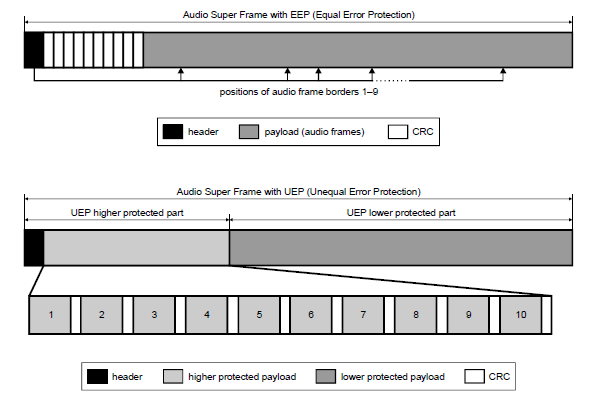 Audio Super Frame with EEP (Equal Error Protection)
positions of audio frame borders 1–9
header payload (audio frames) CRC
Audio Super Frame with UEP (Unequal Error Protection)
UEP higher protected part UEP lower protected part
1 2 3 4 5 6 7 8 9 10
header higher protected payload lower protected payload CRC